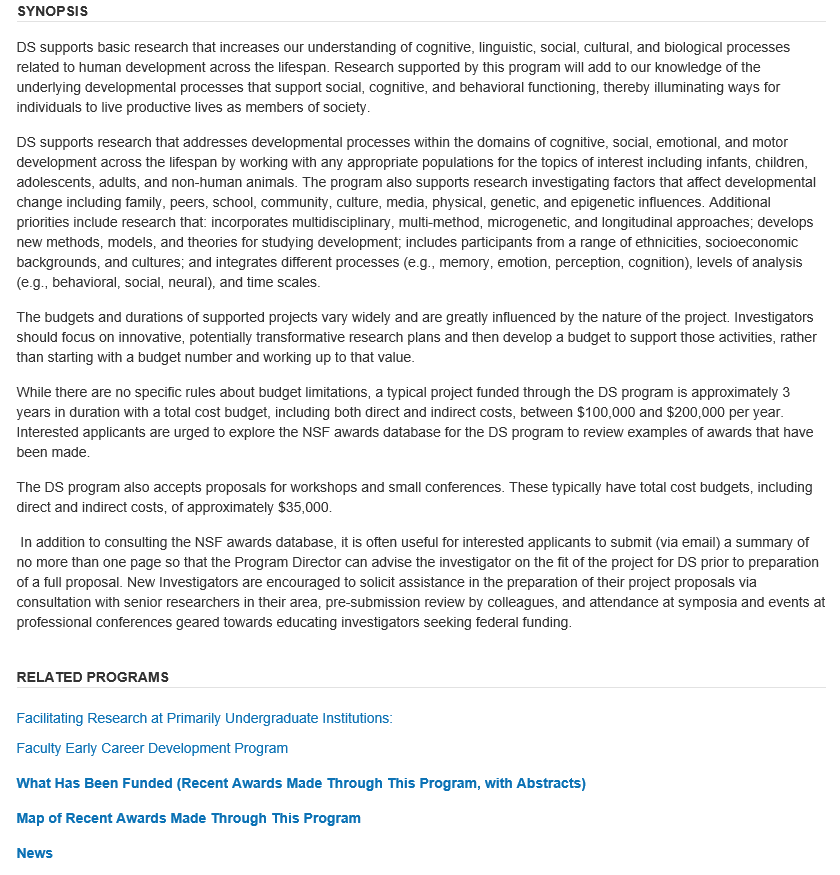 SYNOPSIS
DS supports basic research that increases our understanding of cognitive, linguistic, social, cultural, and biological processes
related to human development across the lifespan. Research supported by this program will add to our knowledge of the
underlying developmental processes that support social, cognitive, and behavioral functioning, thereby illuminating ways for
individuals to live productive lives as members of society.
DS supports research that addresses developmental processes within the domains of cognitive, social, emotional, and motor
development across the lifespan by working with any appropriate populations for the topics of interest including infants, children,
adolescents, adults, and non-human animals. The program also supports research investigating factors that affect developmental
change including family, peers, school, community, culture, media, physical, genetic, and epigenetic influences. Additional
priorities include research that: incorporates multidisciplinary, multi-method, microgenetic, and longitudinal approaches; develops
new methods, models, and theories for studying development; includes participants from a range of ethnicities, socioeconomic
backgrounds, and cultures; and integrates different processes (e.g., memory, emotion, perception, cognition), levels of analysis
(e.g., behavioral, social, neural), and time scales.
The budgets and durations of supported projects vary widely and are greatly influenced by the nature of the project. Investigators
should focus on innovative, potentially transformative research plans and then develop a budget to support those activities, rather
than starting with a budget number and working up to that value.
While there are no specific rules about budget limitations, a typical project funded through the DS program is approximately 3
years in duration with a total cost budget, including both direct and indirect costs, between $100,000 and $200,000 per year.
Interested applicants are urged to explore the NSF awards database for the DS program to review examples of awards that have
been made.
The DS program also accepts proposals for workshops and small conferences. These typically have total cost budgets, including
direct and indirect costs, of approximately $35,000.
In addition to consulting the NSF awards database, it is often useful for interested applicants to submit (via email) a summary of
no more than one page so that the Program Director can advise the investigator on the fit of the project for DS prior to preparation
of a full proposal. New Investigators are encouraged to solicit assistance in the preparation of their project proposals via
consultation with senior researchers in their area, pre-submission review by colleagues, and attendance at symposia and events at
professional conferences geared towards educating investigators seeking federal funding.
RELATED PROGRAMS
Facilitating Research at Primarily Undergraduate Institutions:
Faculty Early Career Development Program
What Has Been Funded (Recent Awards Made Through This Program, with Abstracts)
Map of Recent Awards Made Through This Program
News